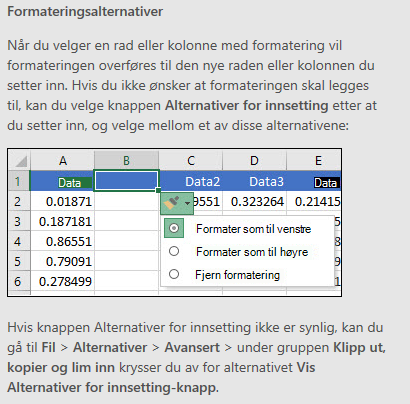 Formateringsalternativer
Når du velger en rad eller kolonne med formatering vil
formateringen overføres til den nye raden eller kolonnen du
setter inn. Hvis du ikke ønsker at formateringen skal legges
til, kan du velge knappen Alternativer for innsetting etter at
du setter inn, og velge mellom et av disse alternativene:
A B C D E
1 Data Data2 Data3 Data
2 0.01871 9551 0.323264 0.21415
3 0.187181 5
4 0.86551 8
5 0.79091 9
6 0.278499 1
Formater som til venstre
Formater som til høyre
Fjern formatering
Hvis knappen Alternativer for innsetting ikke er synlig, kan du
gå til Fil > Alternativer > Avansert > under gruppen Klipp ut,
kopier og lim inn krysser du av for alternativet Vis
Alternativer for innsetting-knapp.